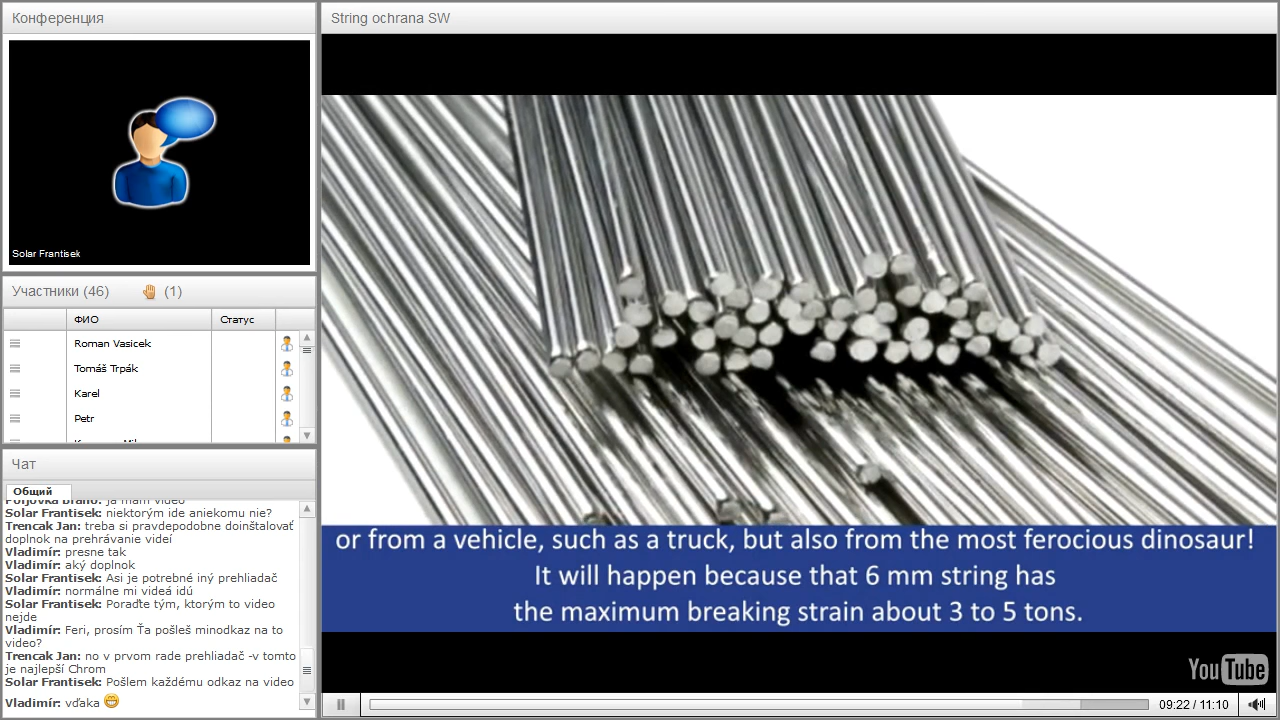 Конференция
Solar Frantisek
Участники (46) (1)
ФИО Статус
Roman Vasicek
Tomáš Trpák
Karel
Petr
Чат
Общий
ja mam video
Solar Frantisek: niektorým ide aniekomu nie?
Trencak Jan: treba si pravdepodobne doinštalovať
doplnok na prehrávanie videí
Vladimír: presne tak
Vladimír: aký doplnok
Solar Frantisek: Asi je potrebné iný prehliadač
Vladimír: normálne mi videá idú
Solar Frantisek: Poraďte tým, ktorým to video
nejde
Vladimír: Feri, prosím Ťa pošleš minodkaz na to
video?
Trencak Jan: no v prvom rade prehliadač -v tomto
je najlepší Chrom
Solar Frantisek: Pošlem každému odkaz na video
Vladimír: vďaka
String ochrana SW
or from a vehicle, such as a truck, but also from the most ferocious dinosaur!
It will happen because that 6 mm string has
the maximum breaking strain about 3 to 5 tons.
YouTube
09:22 / 11:10